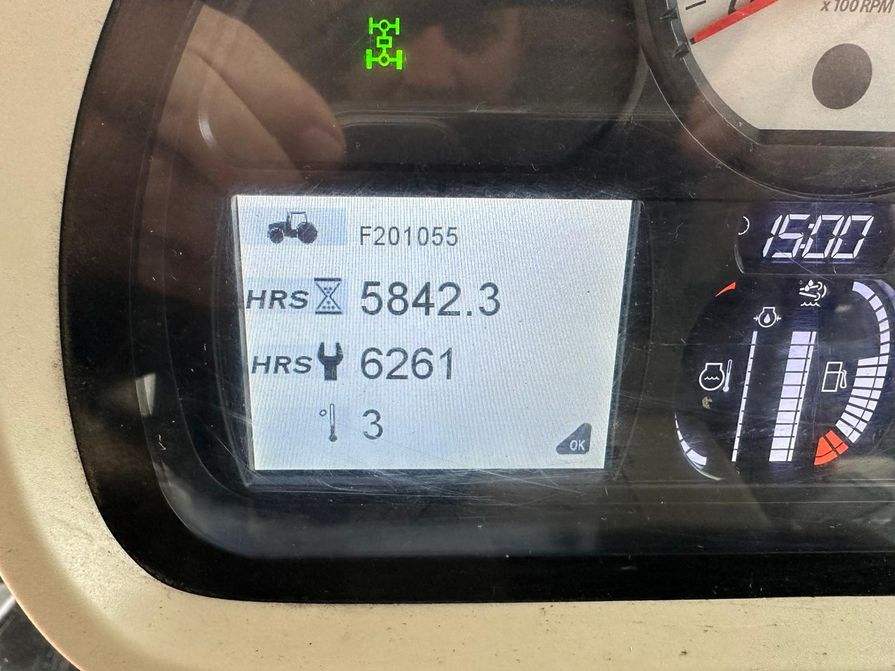 x 100 RPM
F201055
15:00
HRS 5842.3
HRS 6261
° 3
OK